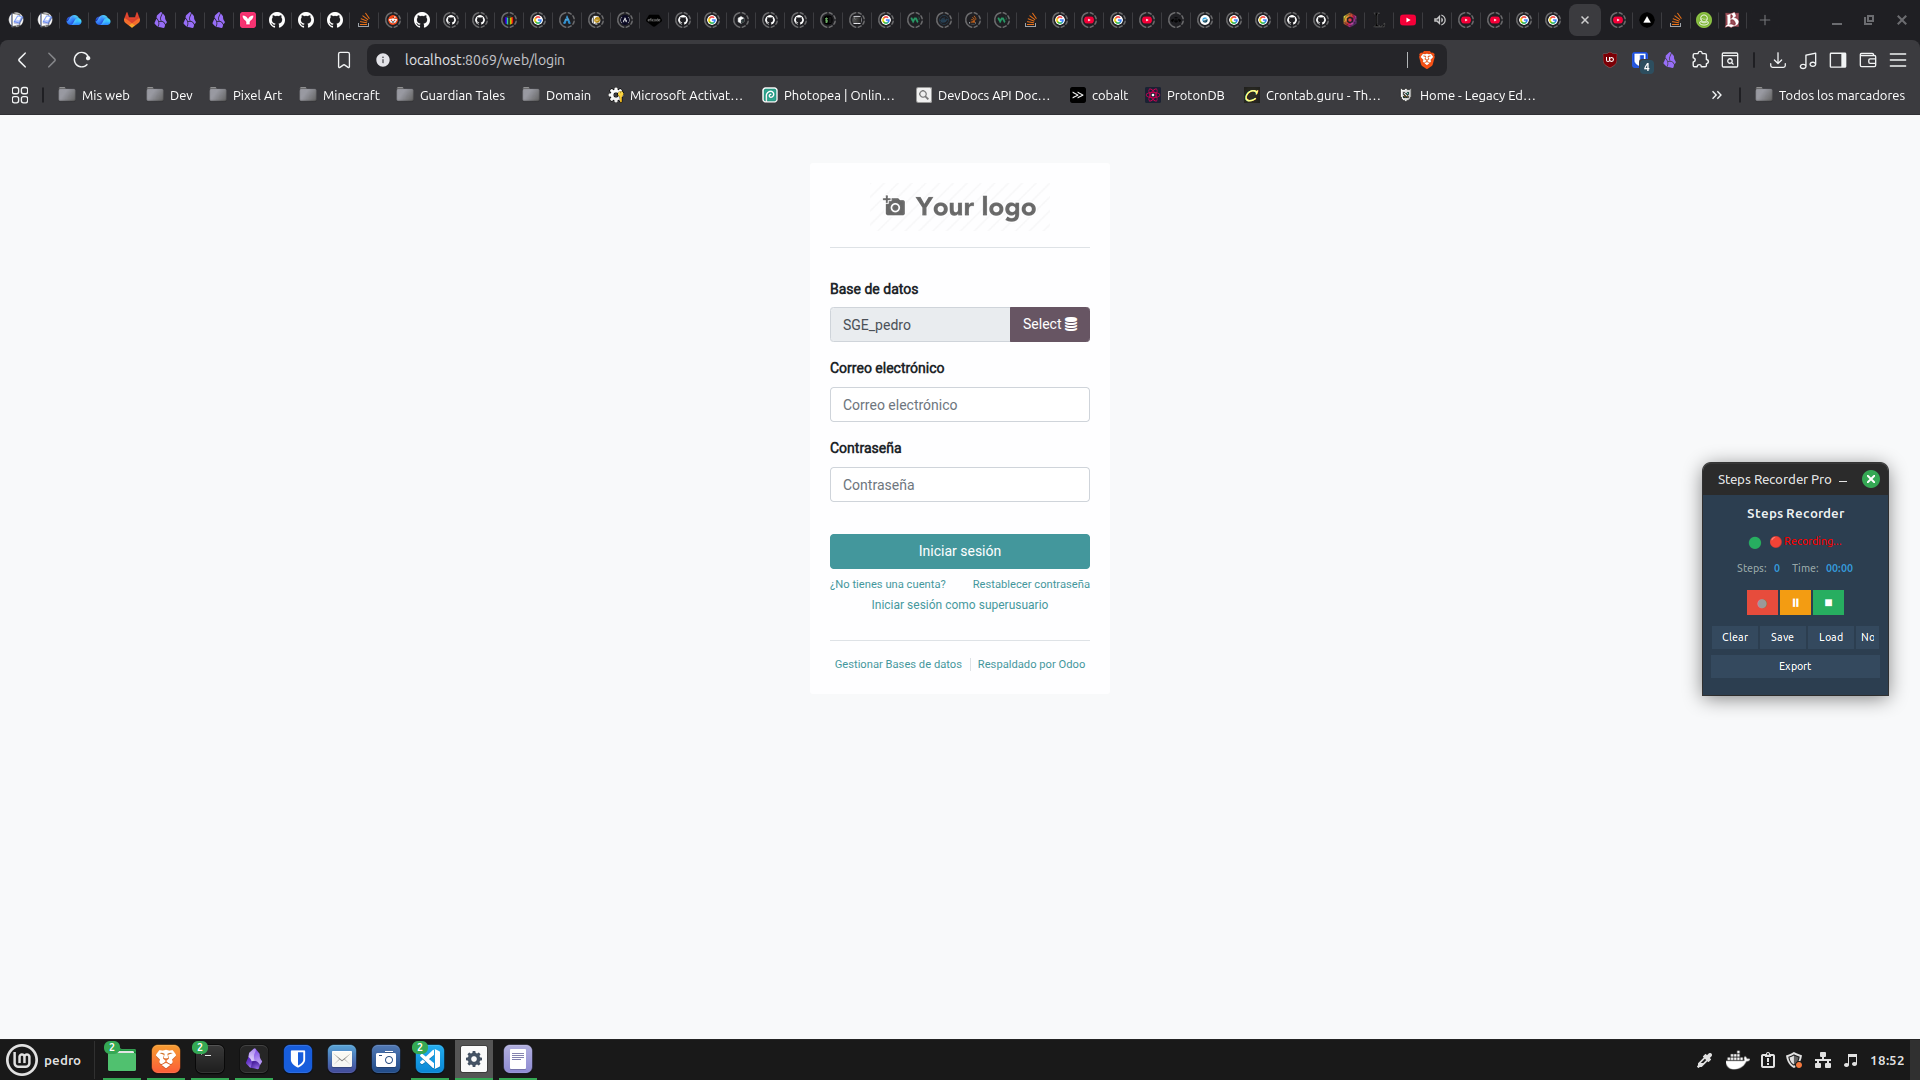 localhost:8069/web/login
4
Mis web
Dev
Pixel Art
Minecraft
Guardian Tales
Domain
Microsoft Activat...
Photopea | Onlin...
DevDocs API Doc...
cobalt
ProtonDB
Crontab.guru - Th...
Home - Legacy Ed...
Todos los marcadores
Your logo
Base de datos
SGE_pedro
Select
Correo electrónico
Correo electrónico
Contraseña
Contraseña
Iniciar sesión
¿No tienes una cuenta? Restablecer contraseña
Iniciar sesión como superusuario
Gestionar Bases de datos Respaldado por Odoo
Steps Recorder Pro
Steps Recorder
Recording...
Steps: 0 Time: 00:00
Clear Save Load No
Export
pedro
2
2
2
18:52